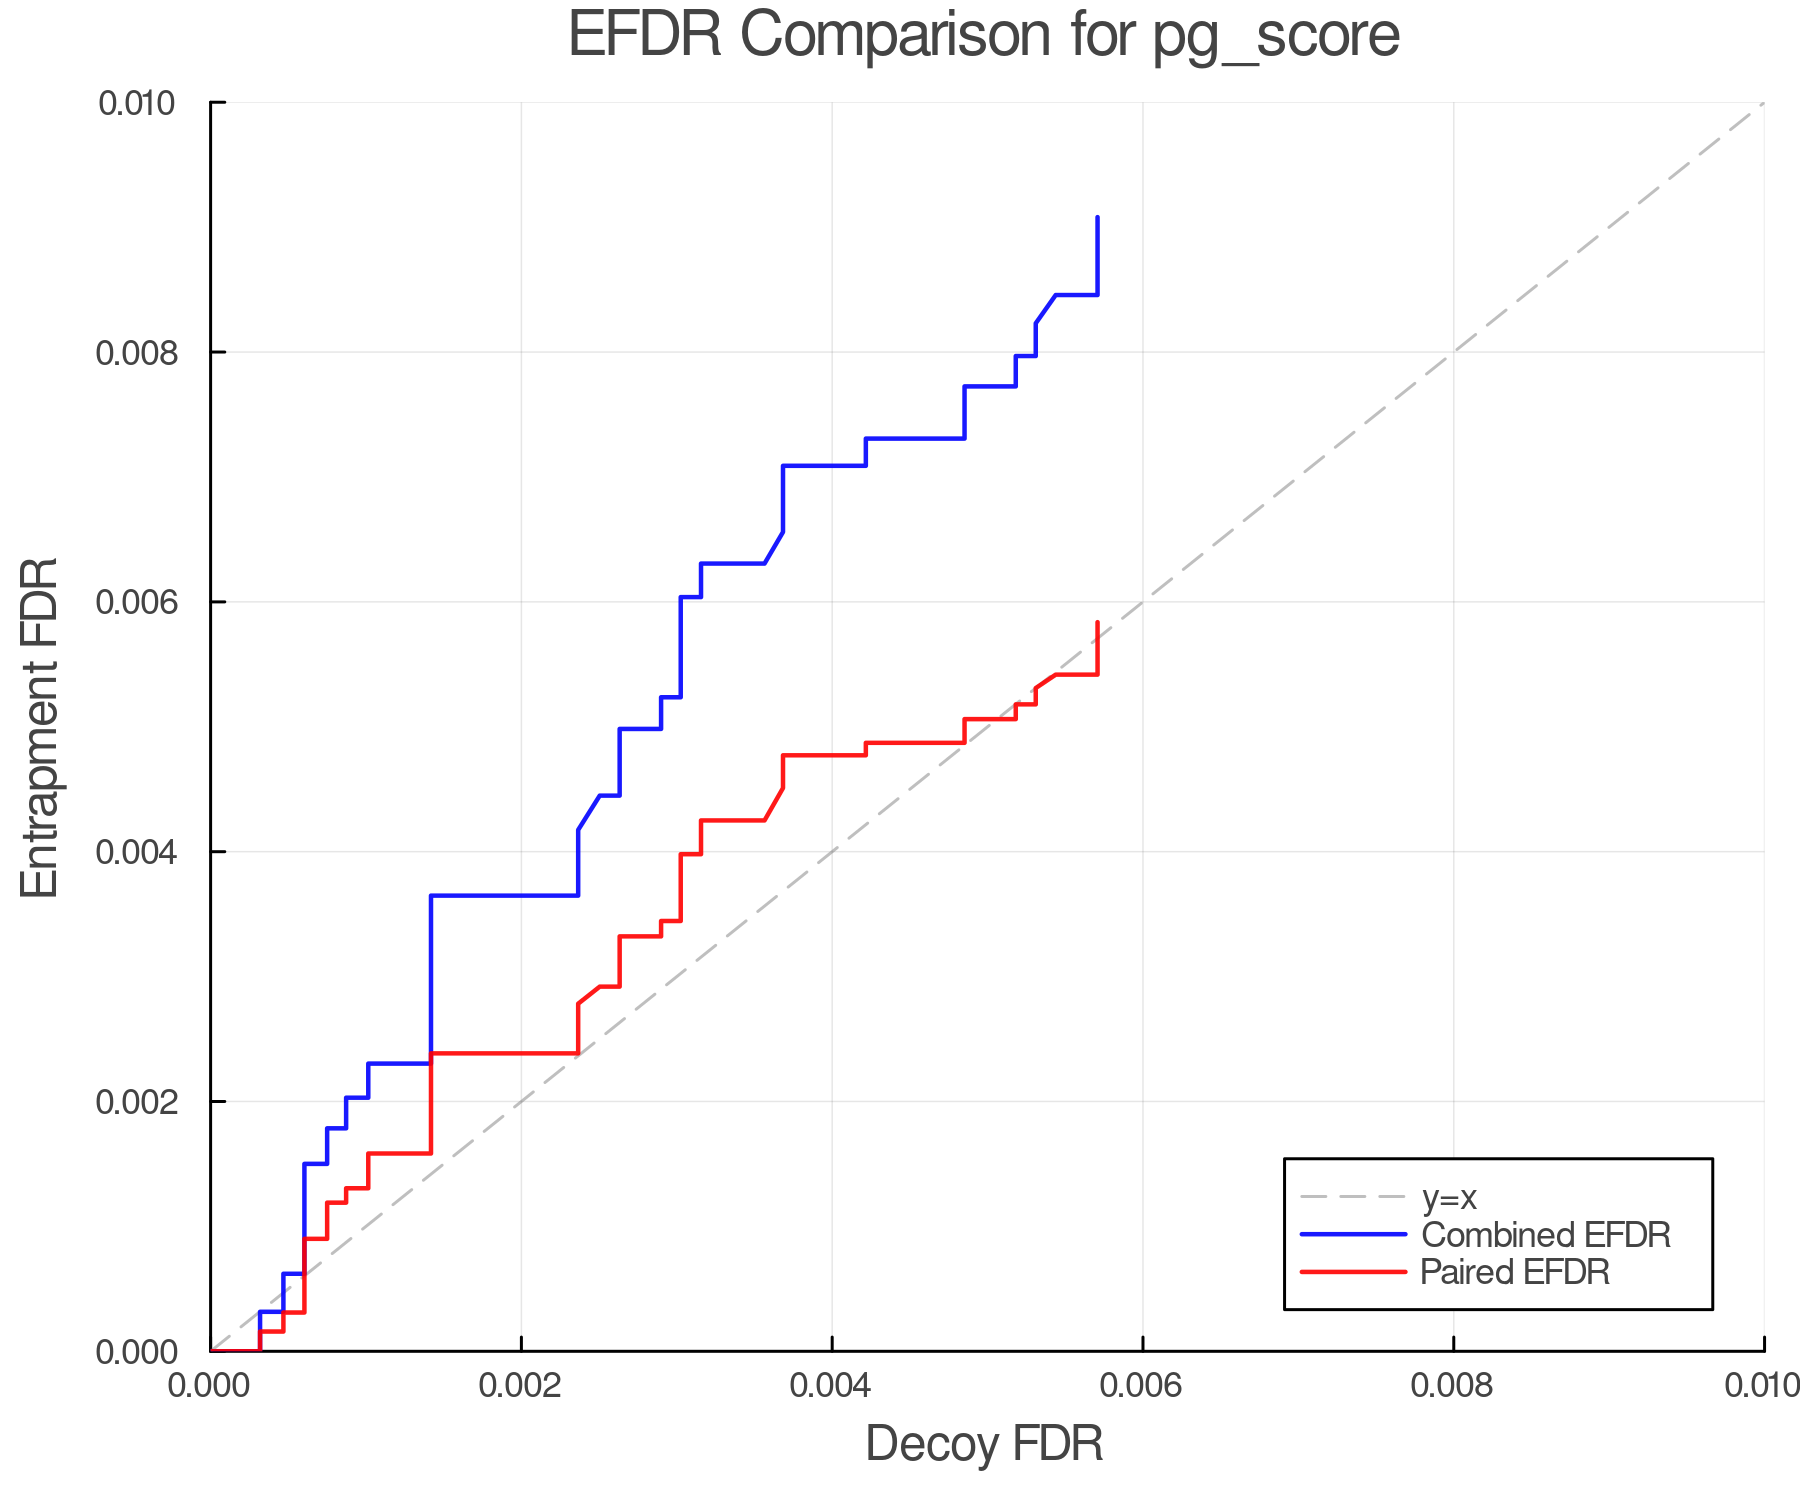 EFDR Comparison for pg_score
0.010
0.008
0.006
0.004
0.002
0.000
Entrapment FDR
y=x
Combined EFDR
Paired EFDR
0.000 0.002 0.004 0.006 0.008 0.010
Decoy FDR